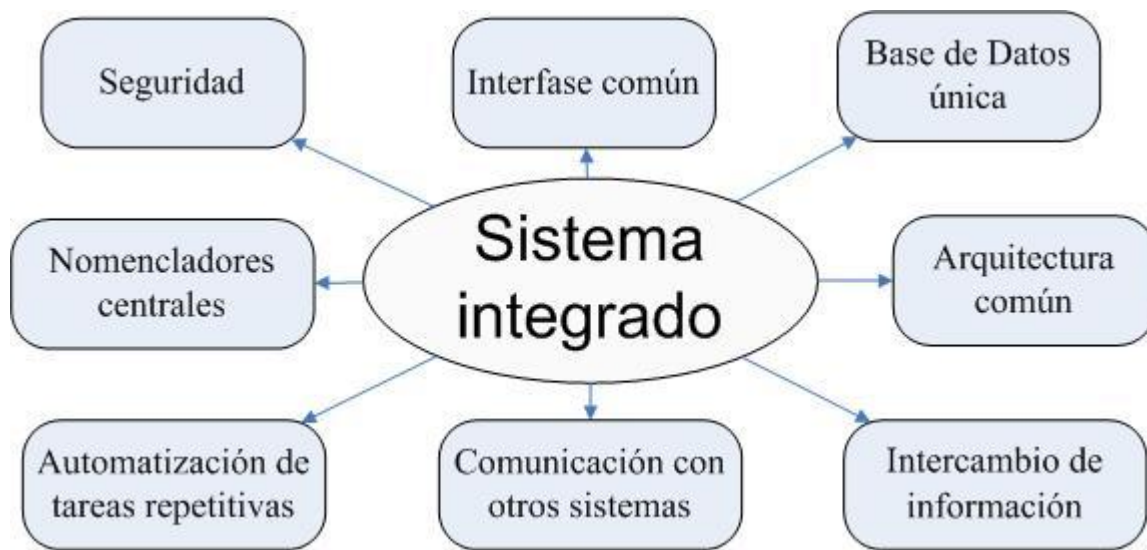 Seguridad
Interfase común
Base de Datos
única
Nomencladores
centrales
Sistema
integrado
Arquitectura
común
Automatización de
tareas repetitivas
Comunicación con
otros sistemas
Intercambio de
información